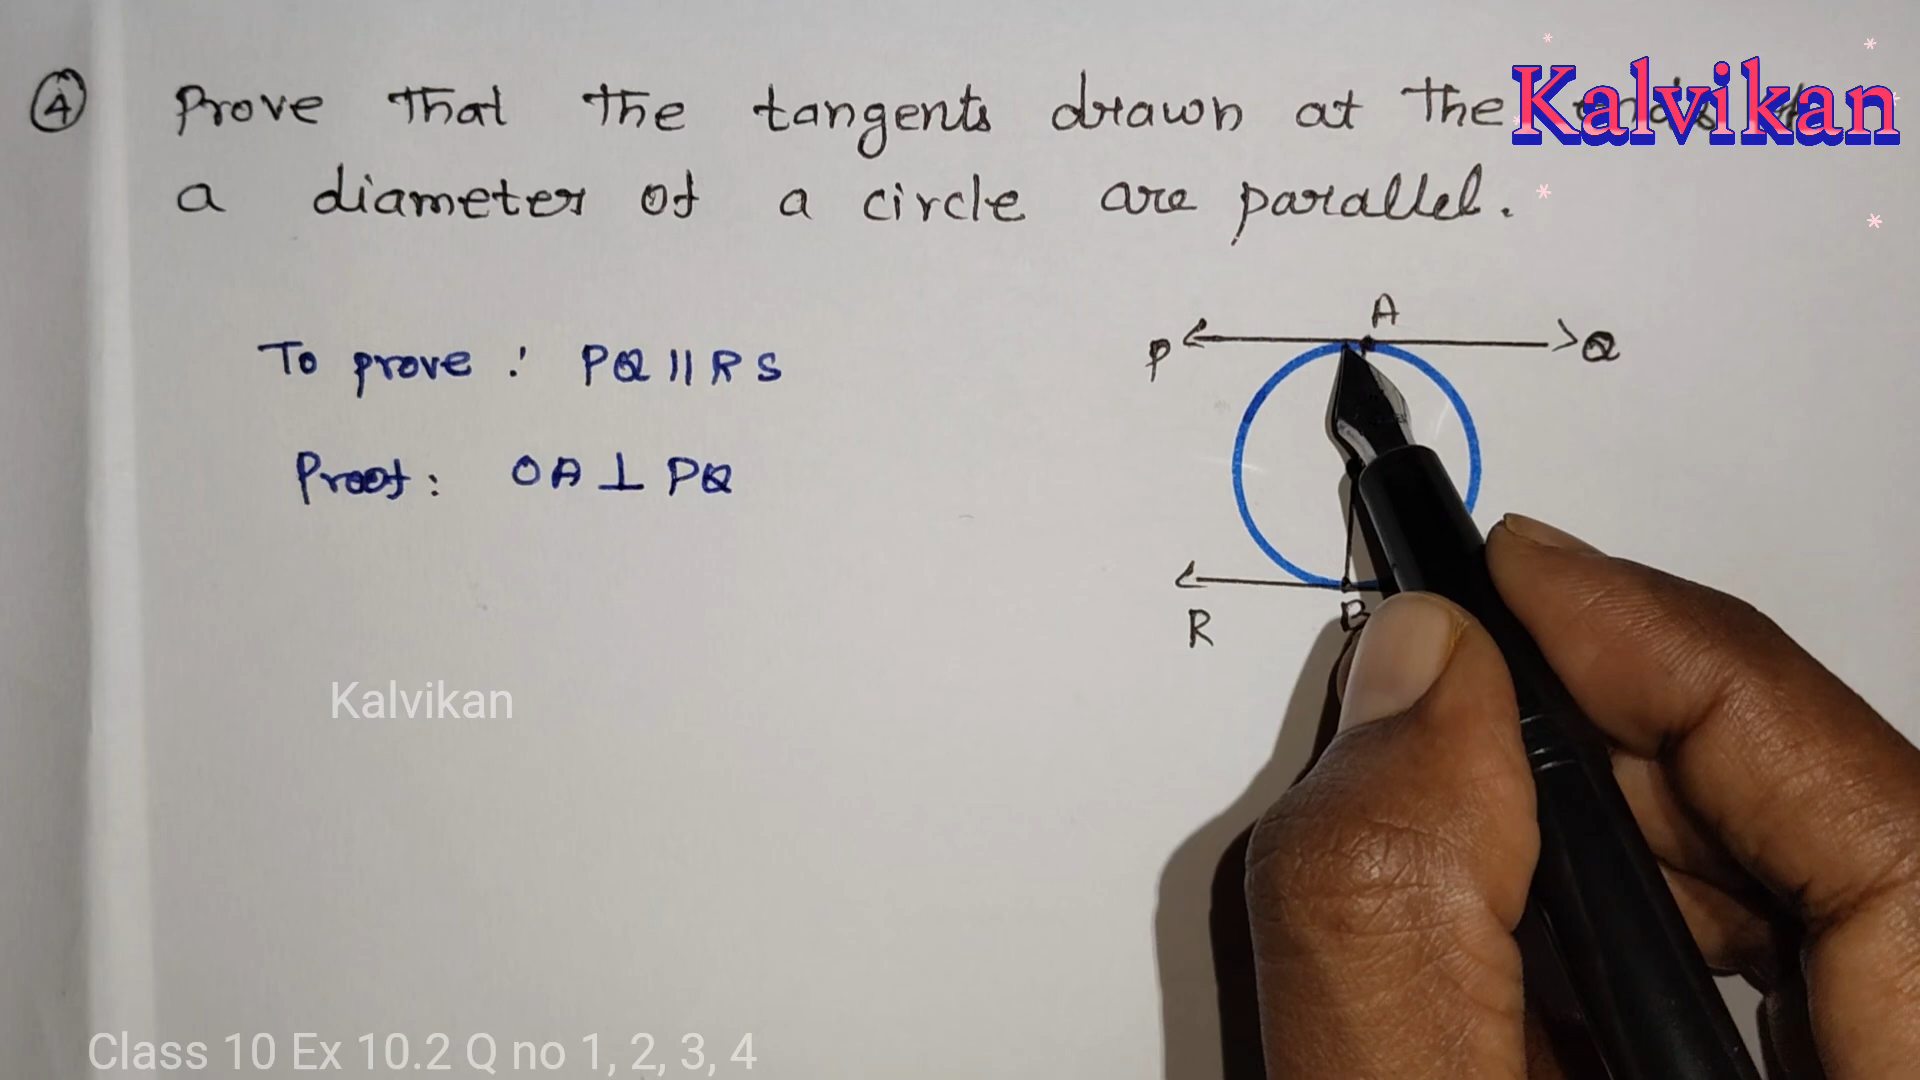 4 Prove that the tangents drawn at the
Kalvikan
a diameter of a circle are parallel.
To prove : PQ || RS
Proof : OA ⊥ PQ
A
P
Q
R
B
Kalvikan
Class 10 Ex 10.2 Q no 1, 2, 3, 4